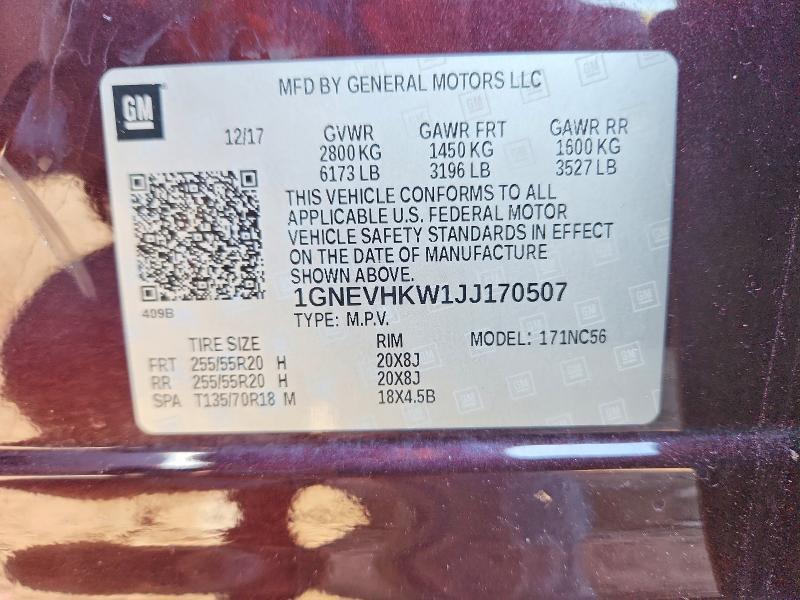 MFD BY GENERAL MOTORS LLC
GM
12/17 GVWR GAWR FRT GAWR RR
2800 KG 1450 KG 1600 KG
6173 LB 3196 LB 3527 LB
THIS VEHICLE CONFORMS TO ALL
APPLICABLE U.S. FEDERAL MOTOR
VEHICLE SAFETY STANDARDS IN EFFECT
ON THE DATE OF MANUFACTURE
SHOWN ABOVE.
1GNEVHKW1JJ170507
409B
TYPE: M.P.V.
TIRE SIZE RIM MODEL: 171NC56
FRT 255/55R20 H 20X8J
RR 255/55R20 H 20X8J
SPA T135/70R18 M 18X4.5B